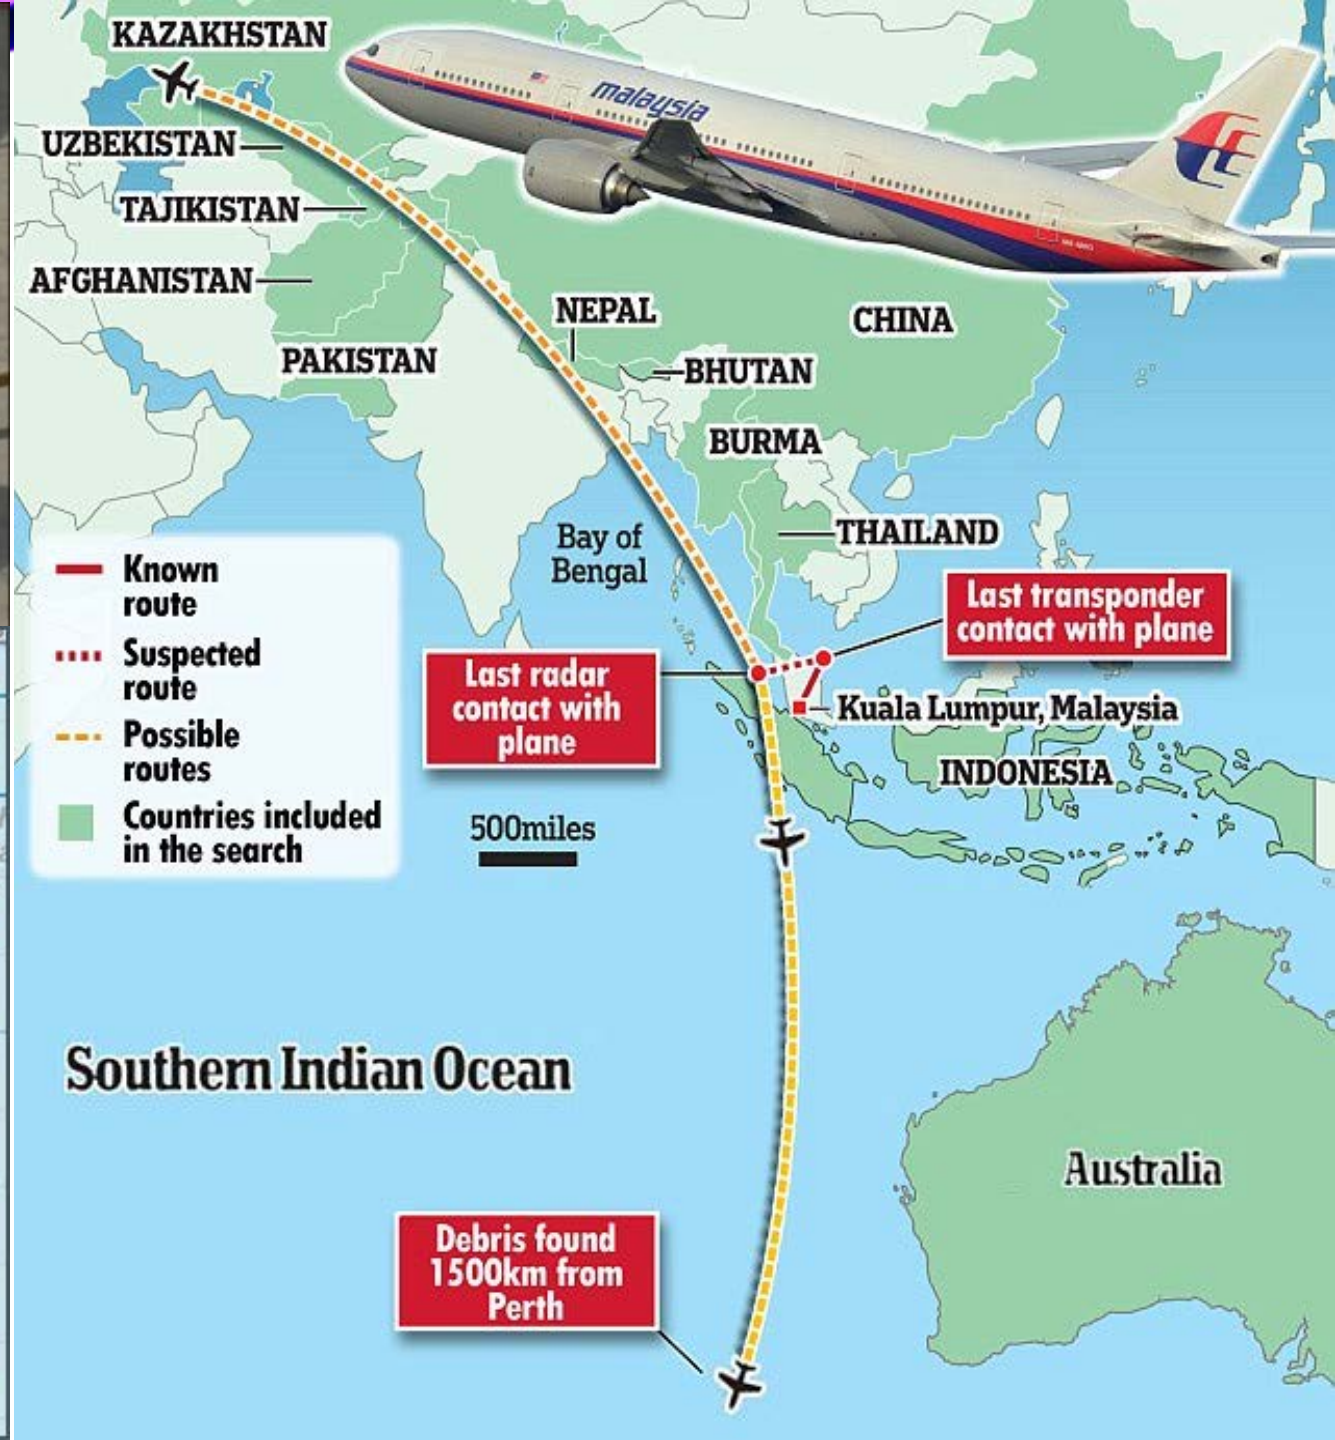 KAZAKHSTAN
malaysia
UZBEKISTAN
TAJIKISTAN
AFGHANISTAN
NEPAL
CHINA
PAKISTAN
BHUTAN
BURMA
Bay of
Bengal
THAILAND
Known
route
Suspected
route
Possible
routes
Countries included
in the search
Last transponder
contact with plane
Last radar
contact with
plane
Kuala Lumpur, Malaysia
INDONESIA
500miles
Southern Indian Ocean
Australia
Debris found
1500km from
Perth